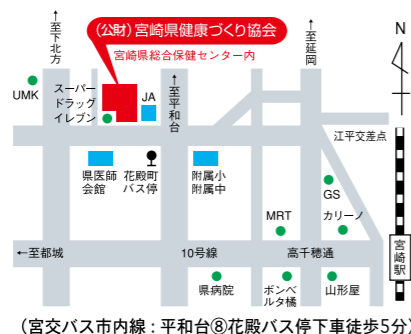 (公財)宮崎県健康づくり協会
宮崎県総合保健センター内
←至下北方
←至平和台
←至延岡
N
UMK
スーパー
ドラッグ
イレブン
JA
江平交差点
県医師
会館
花殿町
バス停
附属小
附属中
GS
MRT
カリーノ
宮崎駅
←至都城
10号線
高千穂通
県病院
ボンベ
ルタ橘
山形屋
(宮交バス市内線:平和台⑧花殿バス停下車徒歩5分)